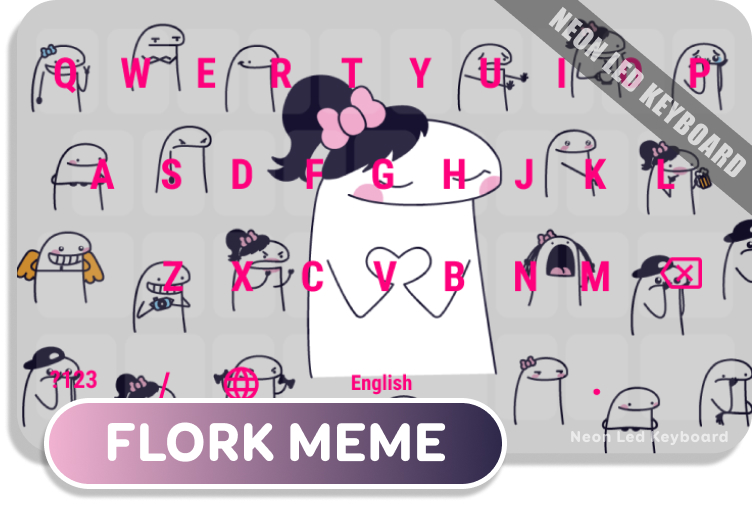 NEON LED KEYBOARD
Q W E R T Y U I O P
A S D F G H J K L
Z X C V B N M
?123 / English .
Neon Led Keyboard
FLORK MEME